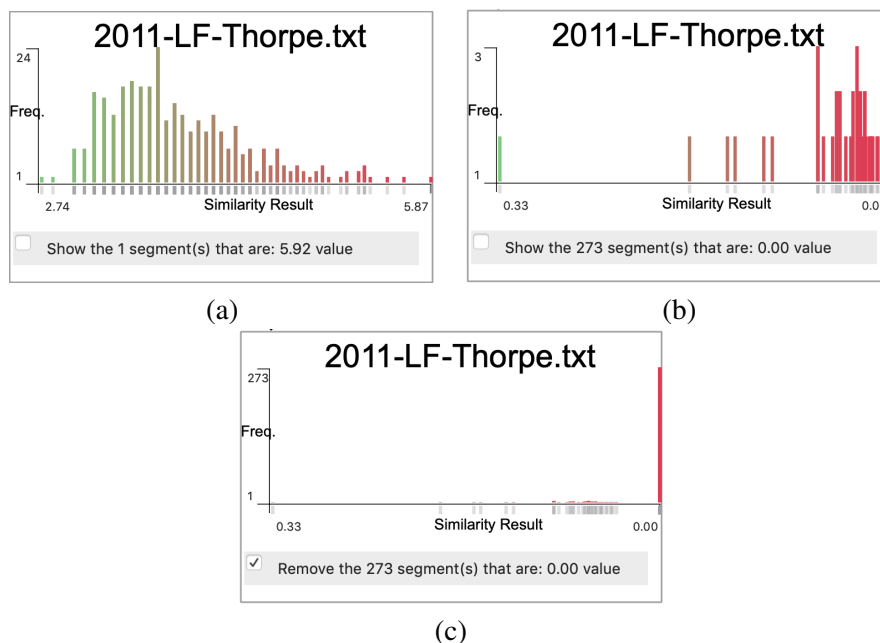 2011-LF-Thorpe.txt
24
Freq.
1
2.74
Similarity Result
5.87
Show the 1 segment(s) that are: 5.92 value
(a)
2011-LF-Thorpe.txt
3
Freq.
1
0.33
Similarity Result
0.0
Show the 273 segment(s) that are: 0.00 value
(b)
2011-LF-Thorpe.txt
273
Freq.
1
0.33
Similarity Result
0.00
Remove the 273 segment(s) that are: 0.00 value
(c)